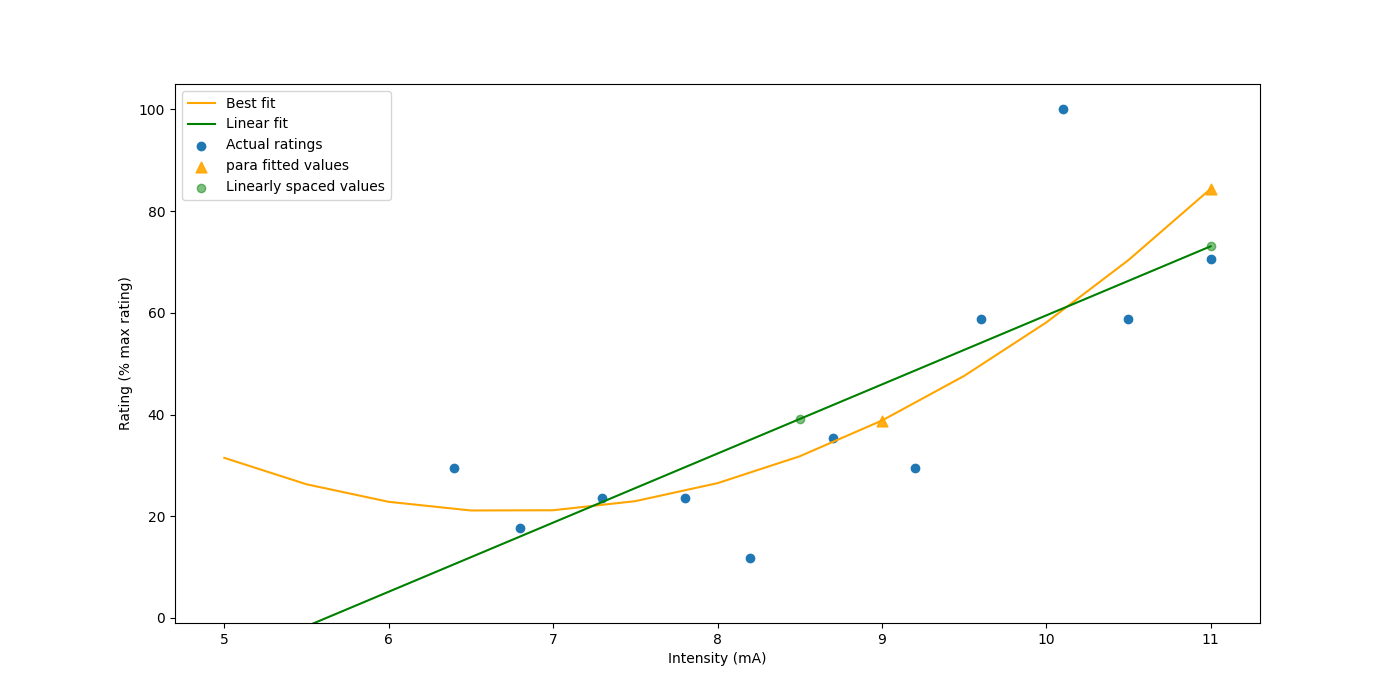 Best fit
Linear fit
Actual ratings
para fitted values
Linearly spaced values
100
80
60
40
20
0
Rating (% max rating)
5 6 7 8 9 10 11
Intensity (mA)